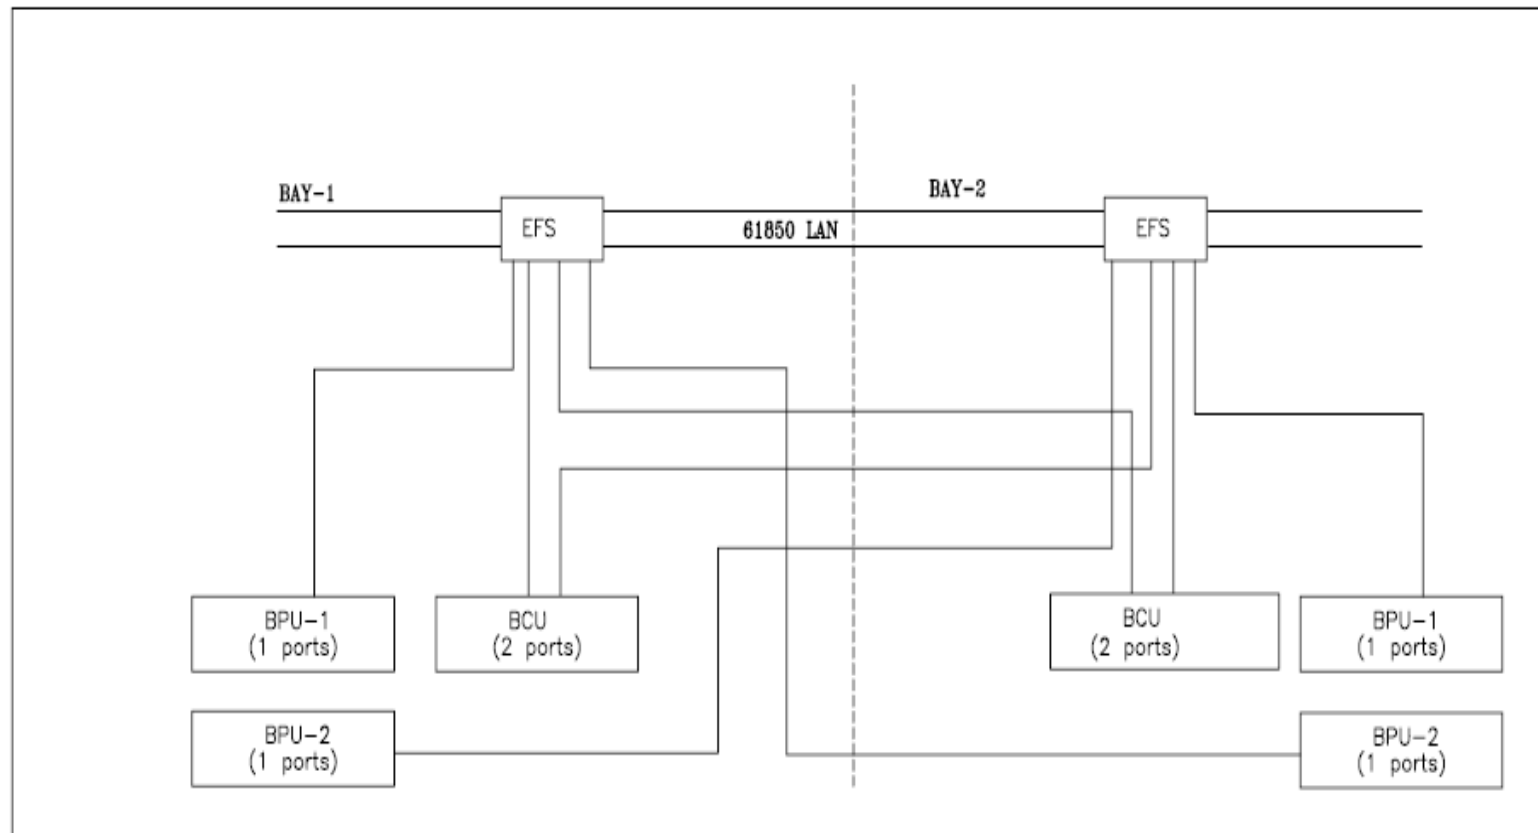 BAY-1
BAY-2
EFS
61850 LAN
EFS
BPU-1
(1 ports)
BCU
(2 ports)
BCU
(2 ports)
BPU-1
(1 ports)
BPU-2
(1 ports)
BPU-2
(1 ports)